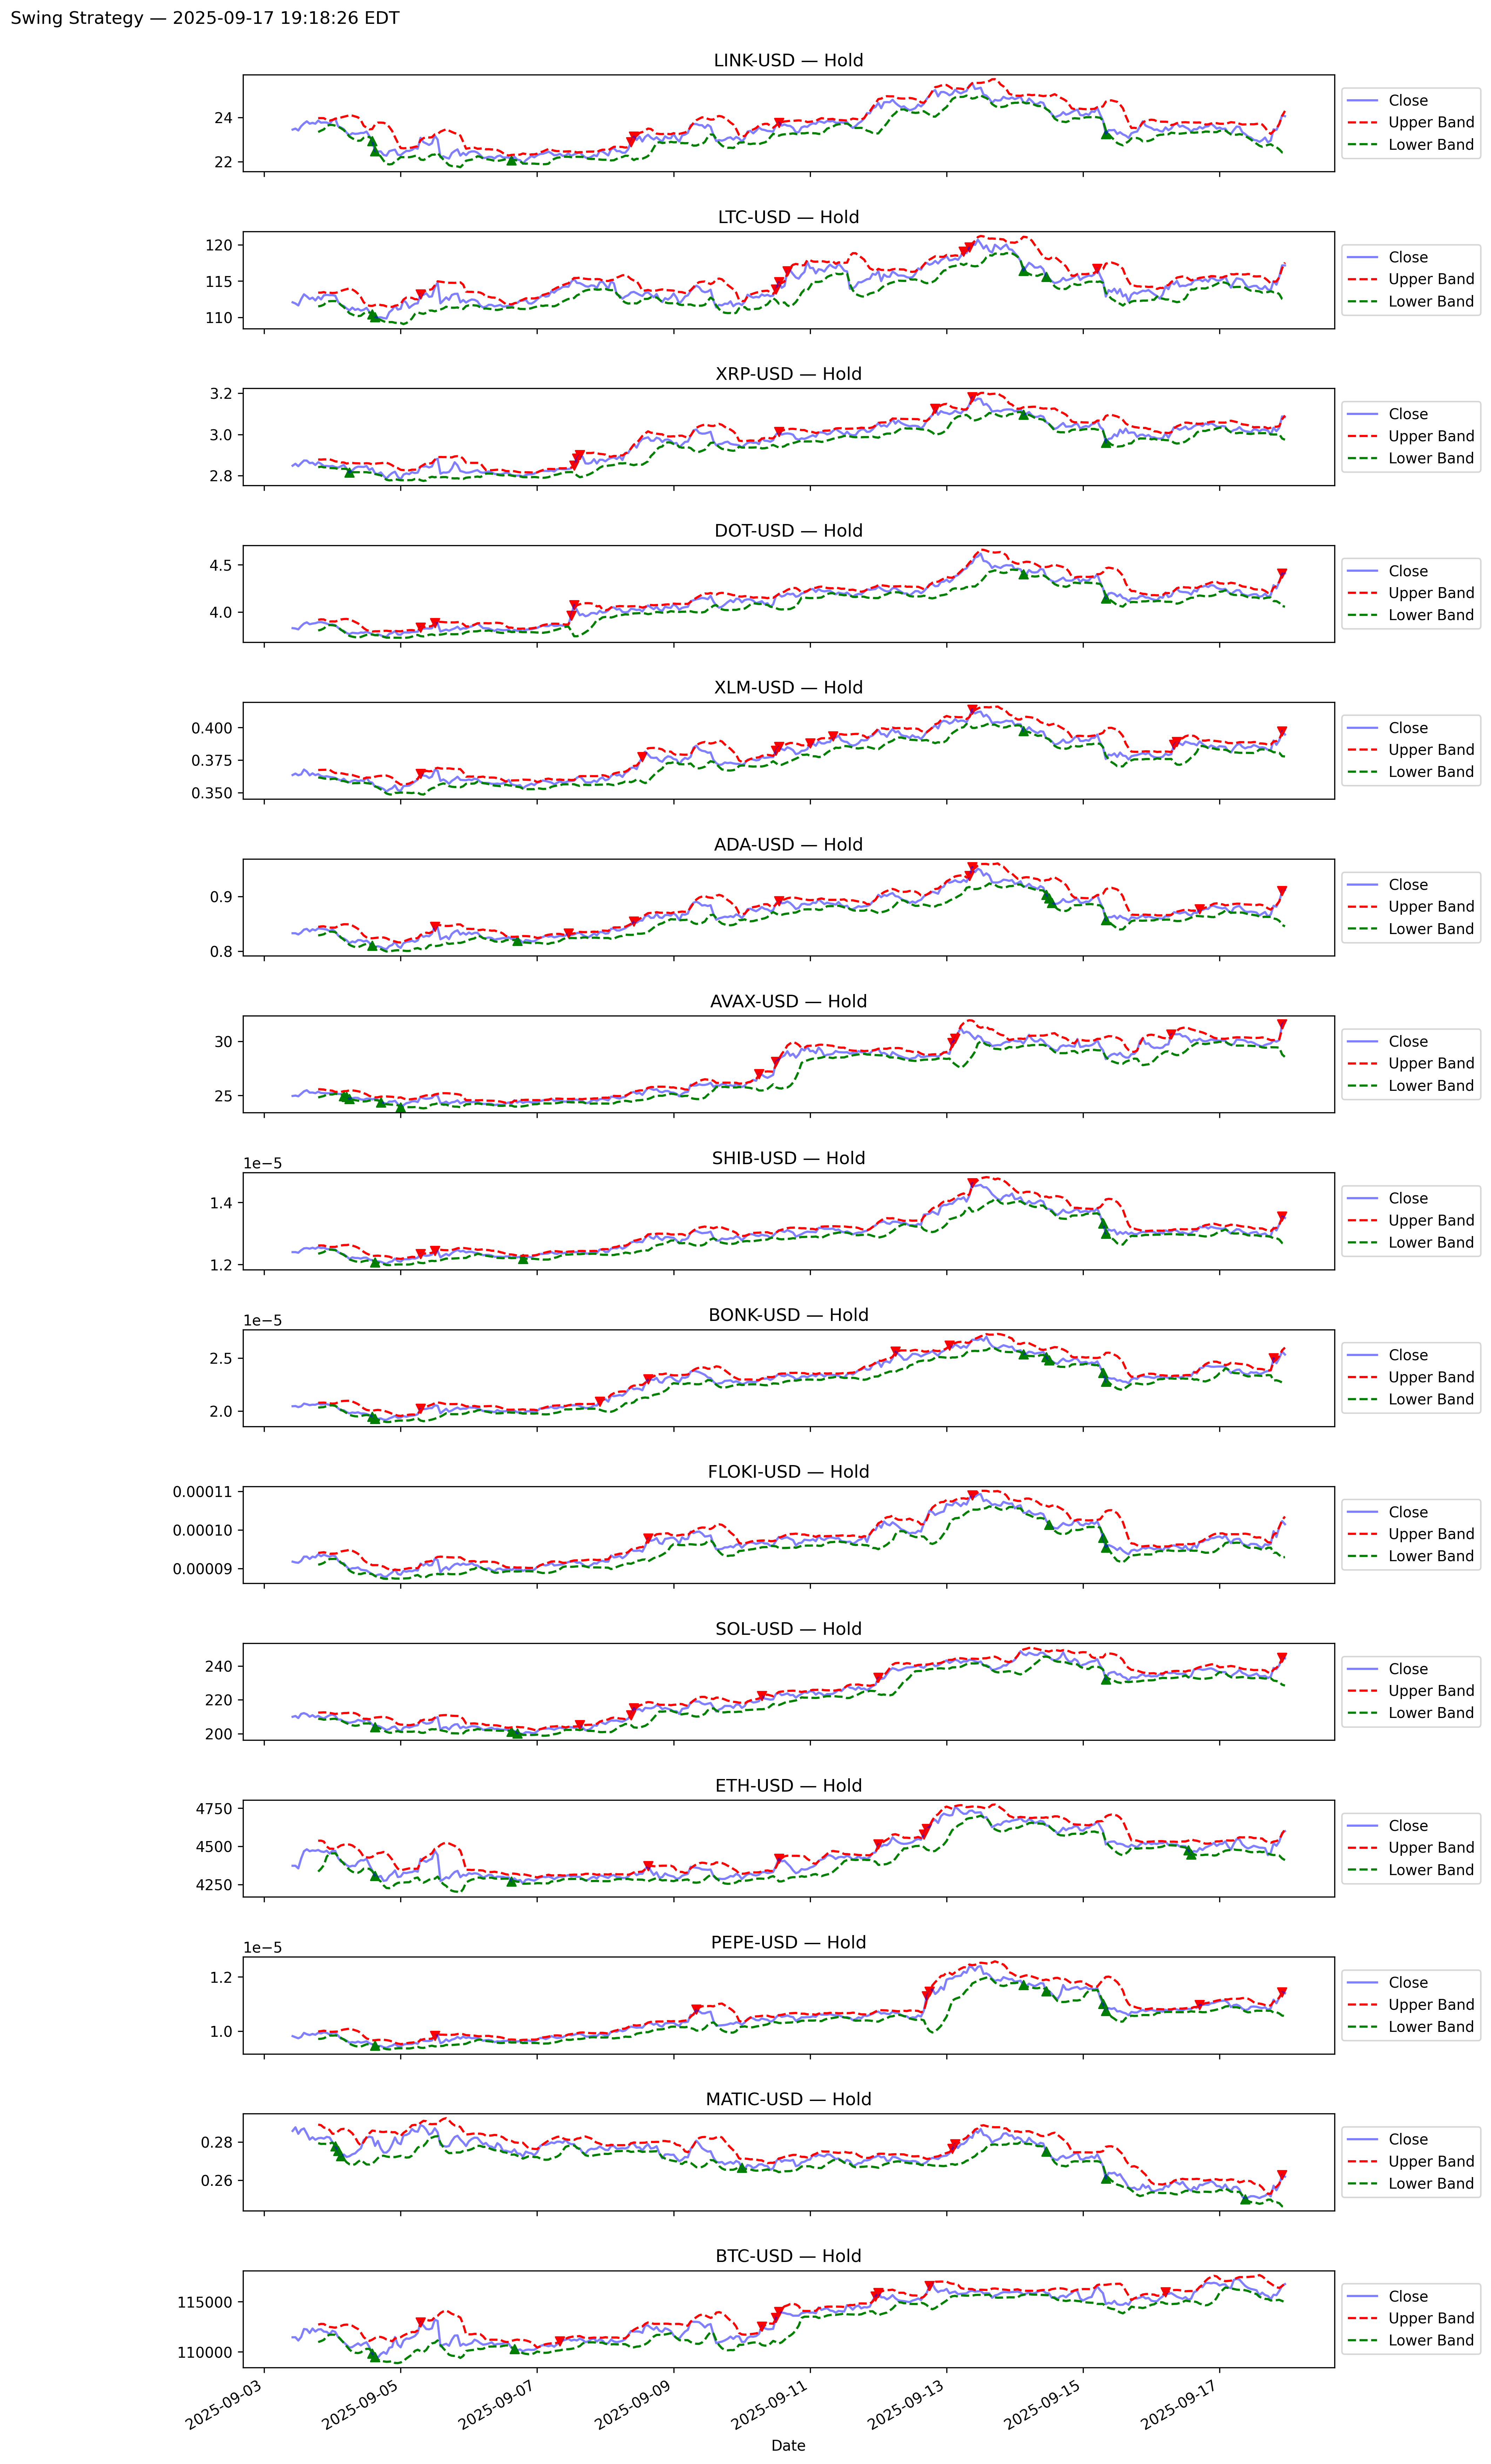 Swing Strategy — 2025-09-17 19:18:26 EDT
LINK-USD — Hold
24
22
Close
Upper Band
Lower Band
LTC-USD — Hold
120
115
110
Close
Upper Band
Lower Band
XRP-USD — Hold
3.2
3.0
2.8
Close
Upper Band
Lower Band
DOT-USD — Hold
4.5
4.0
Close
Upper Band
Lower Band
XLM-USD — Hold
0.400
0.375
0.350
Close
Upper Band
Lower Band
ADA-USD — Hold
0.9
0.8
Close
Upper Band
Lower Band
AVAX-USD — Hold
30
25
Close
Upper Band
Lower Band
SHIB-USD — Hold
1e−5
1.4
1.2
Close
Upper Band
Lower Band
BONK-USD — Hold
1e−5
2.5
2.0
Close
Upper Band
Lower Band
FLOKI-USD — Hold
0.00011
0.00010
0.00009
Close
Upper Band
Lower Band
SOL-USD — Hold
240
220
200
Close
Upper Band
Lower Band
ETH-USD — Hold
4750
4500
4250
Close
Upper Band
Lower Band
PEPE-USD — Hold
1e−5
1.2
1.0
Close
Upper Band
Lower Band
MATIC-USD — Hold
0.28
0.26
Close
Upper Band
Lower Band
BTC-USD — Hold
115000
110000
Close
Upper Band
Lower Band
2025-09-03
2025-09-05
2025-09-07
2025-09-09
2025-09-11
2025-09-13
2025-09-15
2025-09-17
Date